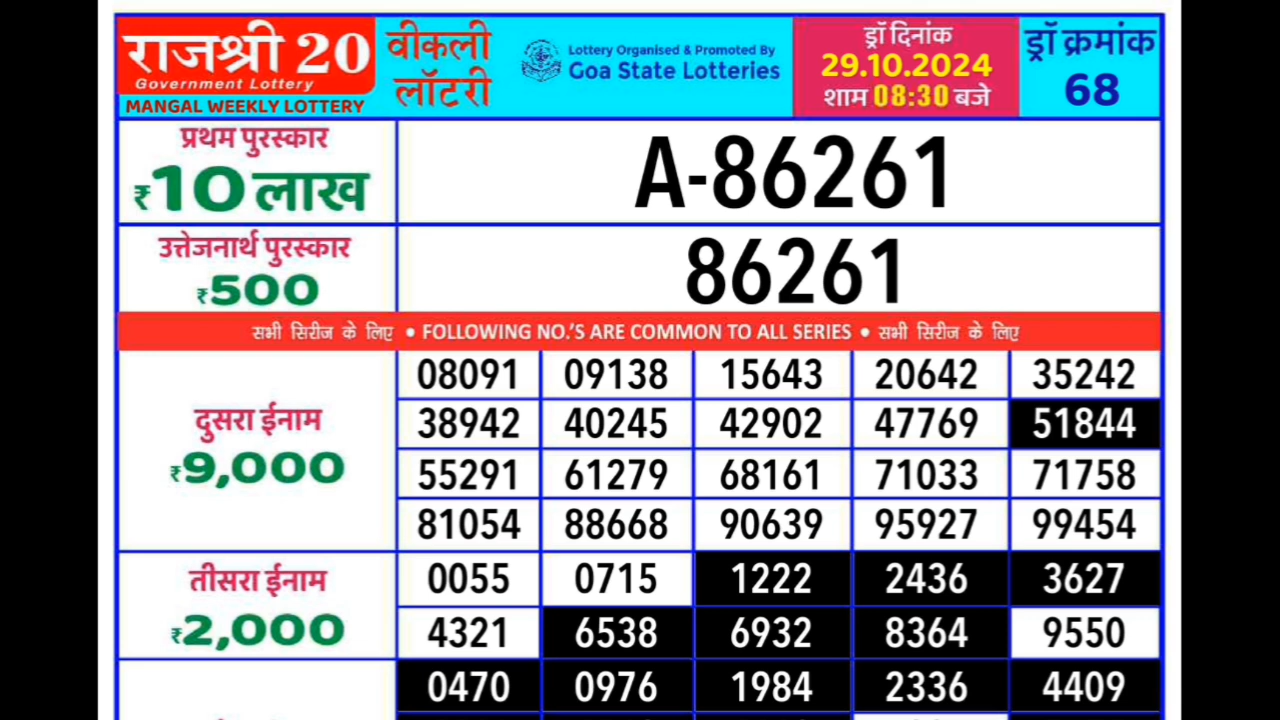 राजश्री 20
Government Lottery
MANGAL WEEKLY LOTTERY
वीकली
लॉटरी
Lottery Organised & Promoted By
Goa State Lotteries
ड्रॉ दिनांक
29.10.2024
शाम 08:30 बजे
ड्रॉ क्रमांक
68
प्रथम पुरस्कार
₹10 लाख
A-86261
उत्तेजनार्थ पुरस्कार
₹500
86261
सभी सिरीज के लिए • FOLLOWING NO.'S ARE COMMON TO ALL SERIES • सभी सिरीज के लिए
दुसरा ईनाम
₹9,000
08091 09138 15643 20642 35242
38942 40245 42902 47769 51844
55291 61279 68161 71033 71758
81054 88668 90639 95927 99454
तीसरा ईनाम
₹2,000
0055 0715 1222 2436 3627
4321 6538 6932 8364 9550
0470 0976 1984 2336 4409